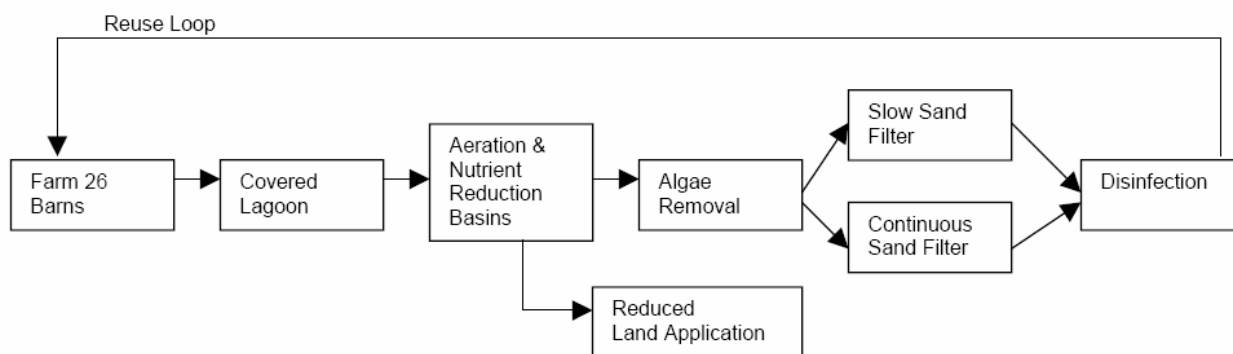 Reuse Loop
Farm 26
Barns
Covered
Lagoon
Aeration &
Nutrient
Reduction
Basins
Algae
Removal
Slow Sand
Filter
Continuous
Sand Filter
Disinfection
Reduced
Land Application